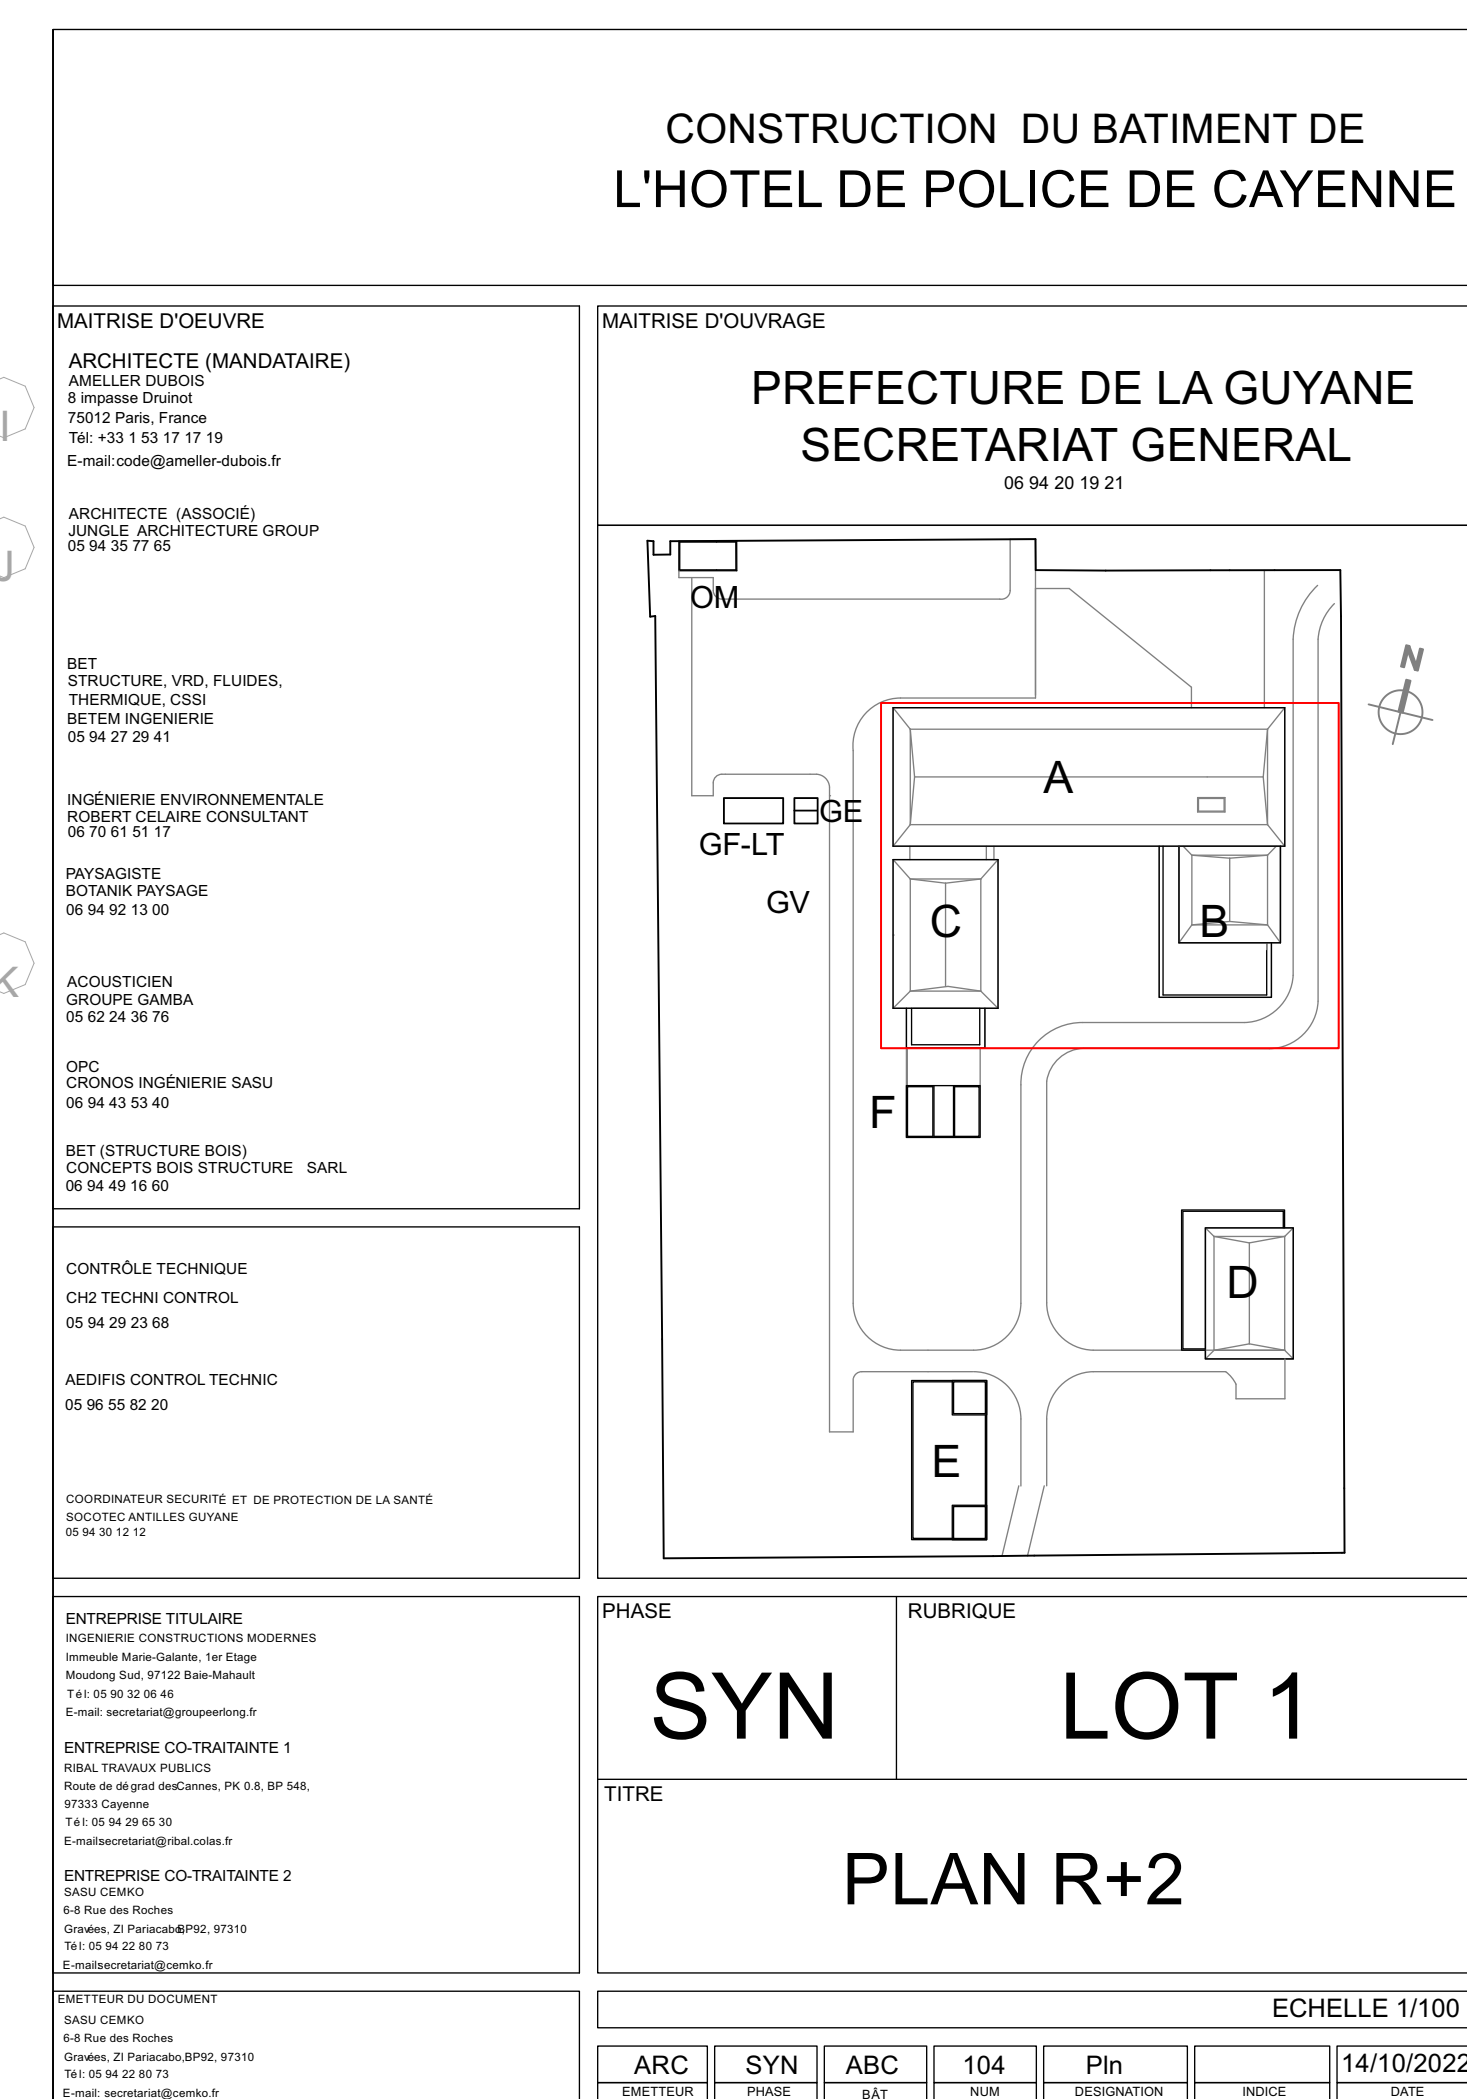 CONSTRUCTION DU BATIMENT DE
L'HOTEL DE POLICE DE CAYENNE
MAITRISE D'OEUVRE
ARCHITECTE (MANDATAIRE)
AMELLER DUBOIS
8 impasse Druinot
75012 Paris, France
Tél: +33 1 53 17 17 19
E-mail:code@ameller-dubois.fr
ARCHITECTE (ASSOCIÉ)
JUNGLE ARCHITECTURE GROUP
05 94 35 77 65
BET
STRUCTURE, VRD, FLUIDES,
THERMIQUE, CSSI
BETEM INGENIERIE
05 94 27 29 41
INGÉNIERIE ENVIRONNEMENTALE
ROBERT CELAIRE CONSULTANT
06 70 61 51 17
PAYSAGISTE
BOTANIK PAYSAGE
06 94 92 13 00
ACOUSTICIEN
GROUPE GAMBA
05 62 24 36 76
OPC
CRONOS INGÉNIERIE SASU
06 94 43 53 40
BET (STRUCTURE BOIS)
CONCEPTS BOIS STRUCTURE SARL
06 94 49 16 60
CONTRÔLE TECHNIQUE
CH2 TECHNI CONTROL
05 94 29 23 68
AEDIFIS CONTROL TECHNIC
05 96 55 82 20
COORDINATEUR SECURITÉ ET DE PROTECTION DE LA SANTÉ
SOCOTEC ANTILLES GUYANE
05 94 30 12 12
ENTREPRISE TITULAIRE
INGENIERIE CONSTRUCTIONS MODERNES
Immeuble Marie-Galante, 1er Etage
Moudong Sud, 97122 Baie-Mahault
Tél: 05 90 32 06 46
E-mail: secretariat@groupeerlong.fr
ENTREPRISE CO-TRAITAINTE 1
RIBAL TRAVAUX PUBLICS
Route de dégrad desCannes, PK 0.8, BP 548,
97333 Cayenne
Tél: 05 94 29 65 30
E-mail:secretariat@ribal.colas.fr
ENTREPRISE CO-TRAITAINTE 2
SASU CEMKO
6-8 Rue des Roches
Gravées, ZI Pariacabo,BP92, 97310
Tél: 05 94 22 80 73
E-mail:secretariat@cemko.fr
EMETTEUR DU DOCUMENT
SASU CEMKO
6-8 Rue des Roches
Gravées, ZI Pariacabo,BP92, 97310
Tél: 05 94 22 80 73
E-mail: secretariat@cemko.fr
MAITRISE D'OUVRAGE
PREFECTURE DE LA GUYANE
SECRETARIAT GENERAL
06 94 20 19 21
OM
N
A
GE
GF-LT
GV
C
B
F
D
E
PHASE
SYN
RUBRIQUE
LOT 1
TITRE
PLAN R+2
ECHELLE 1/100
ARC SYN ABC 104 Pln 14/10/2022
EMETTEUR PHASE BÂT NUM DESIGNATION INDICE DATE
I
J
K